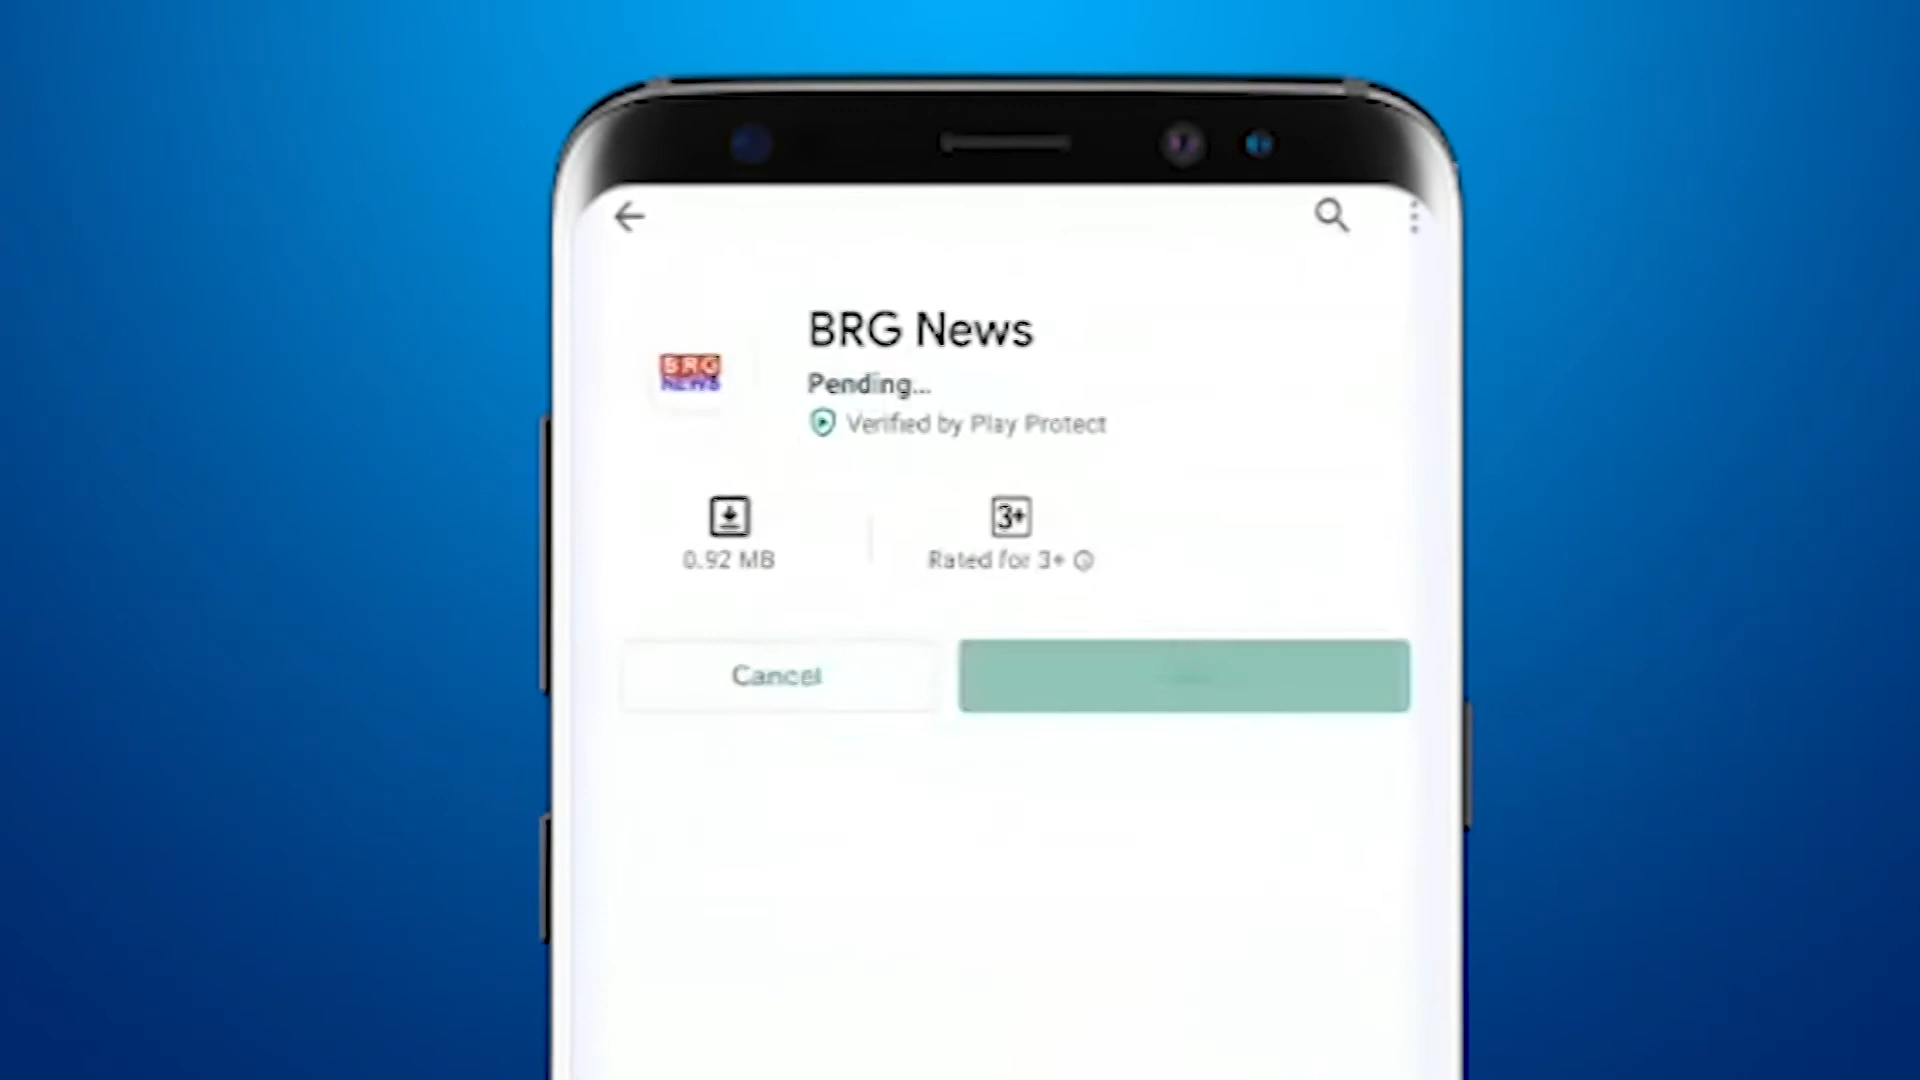 BRG News
BRG
NEWS
Pending...
Verified by Play Protect
3+
0.92 MB
Rated for 3+
Cancel